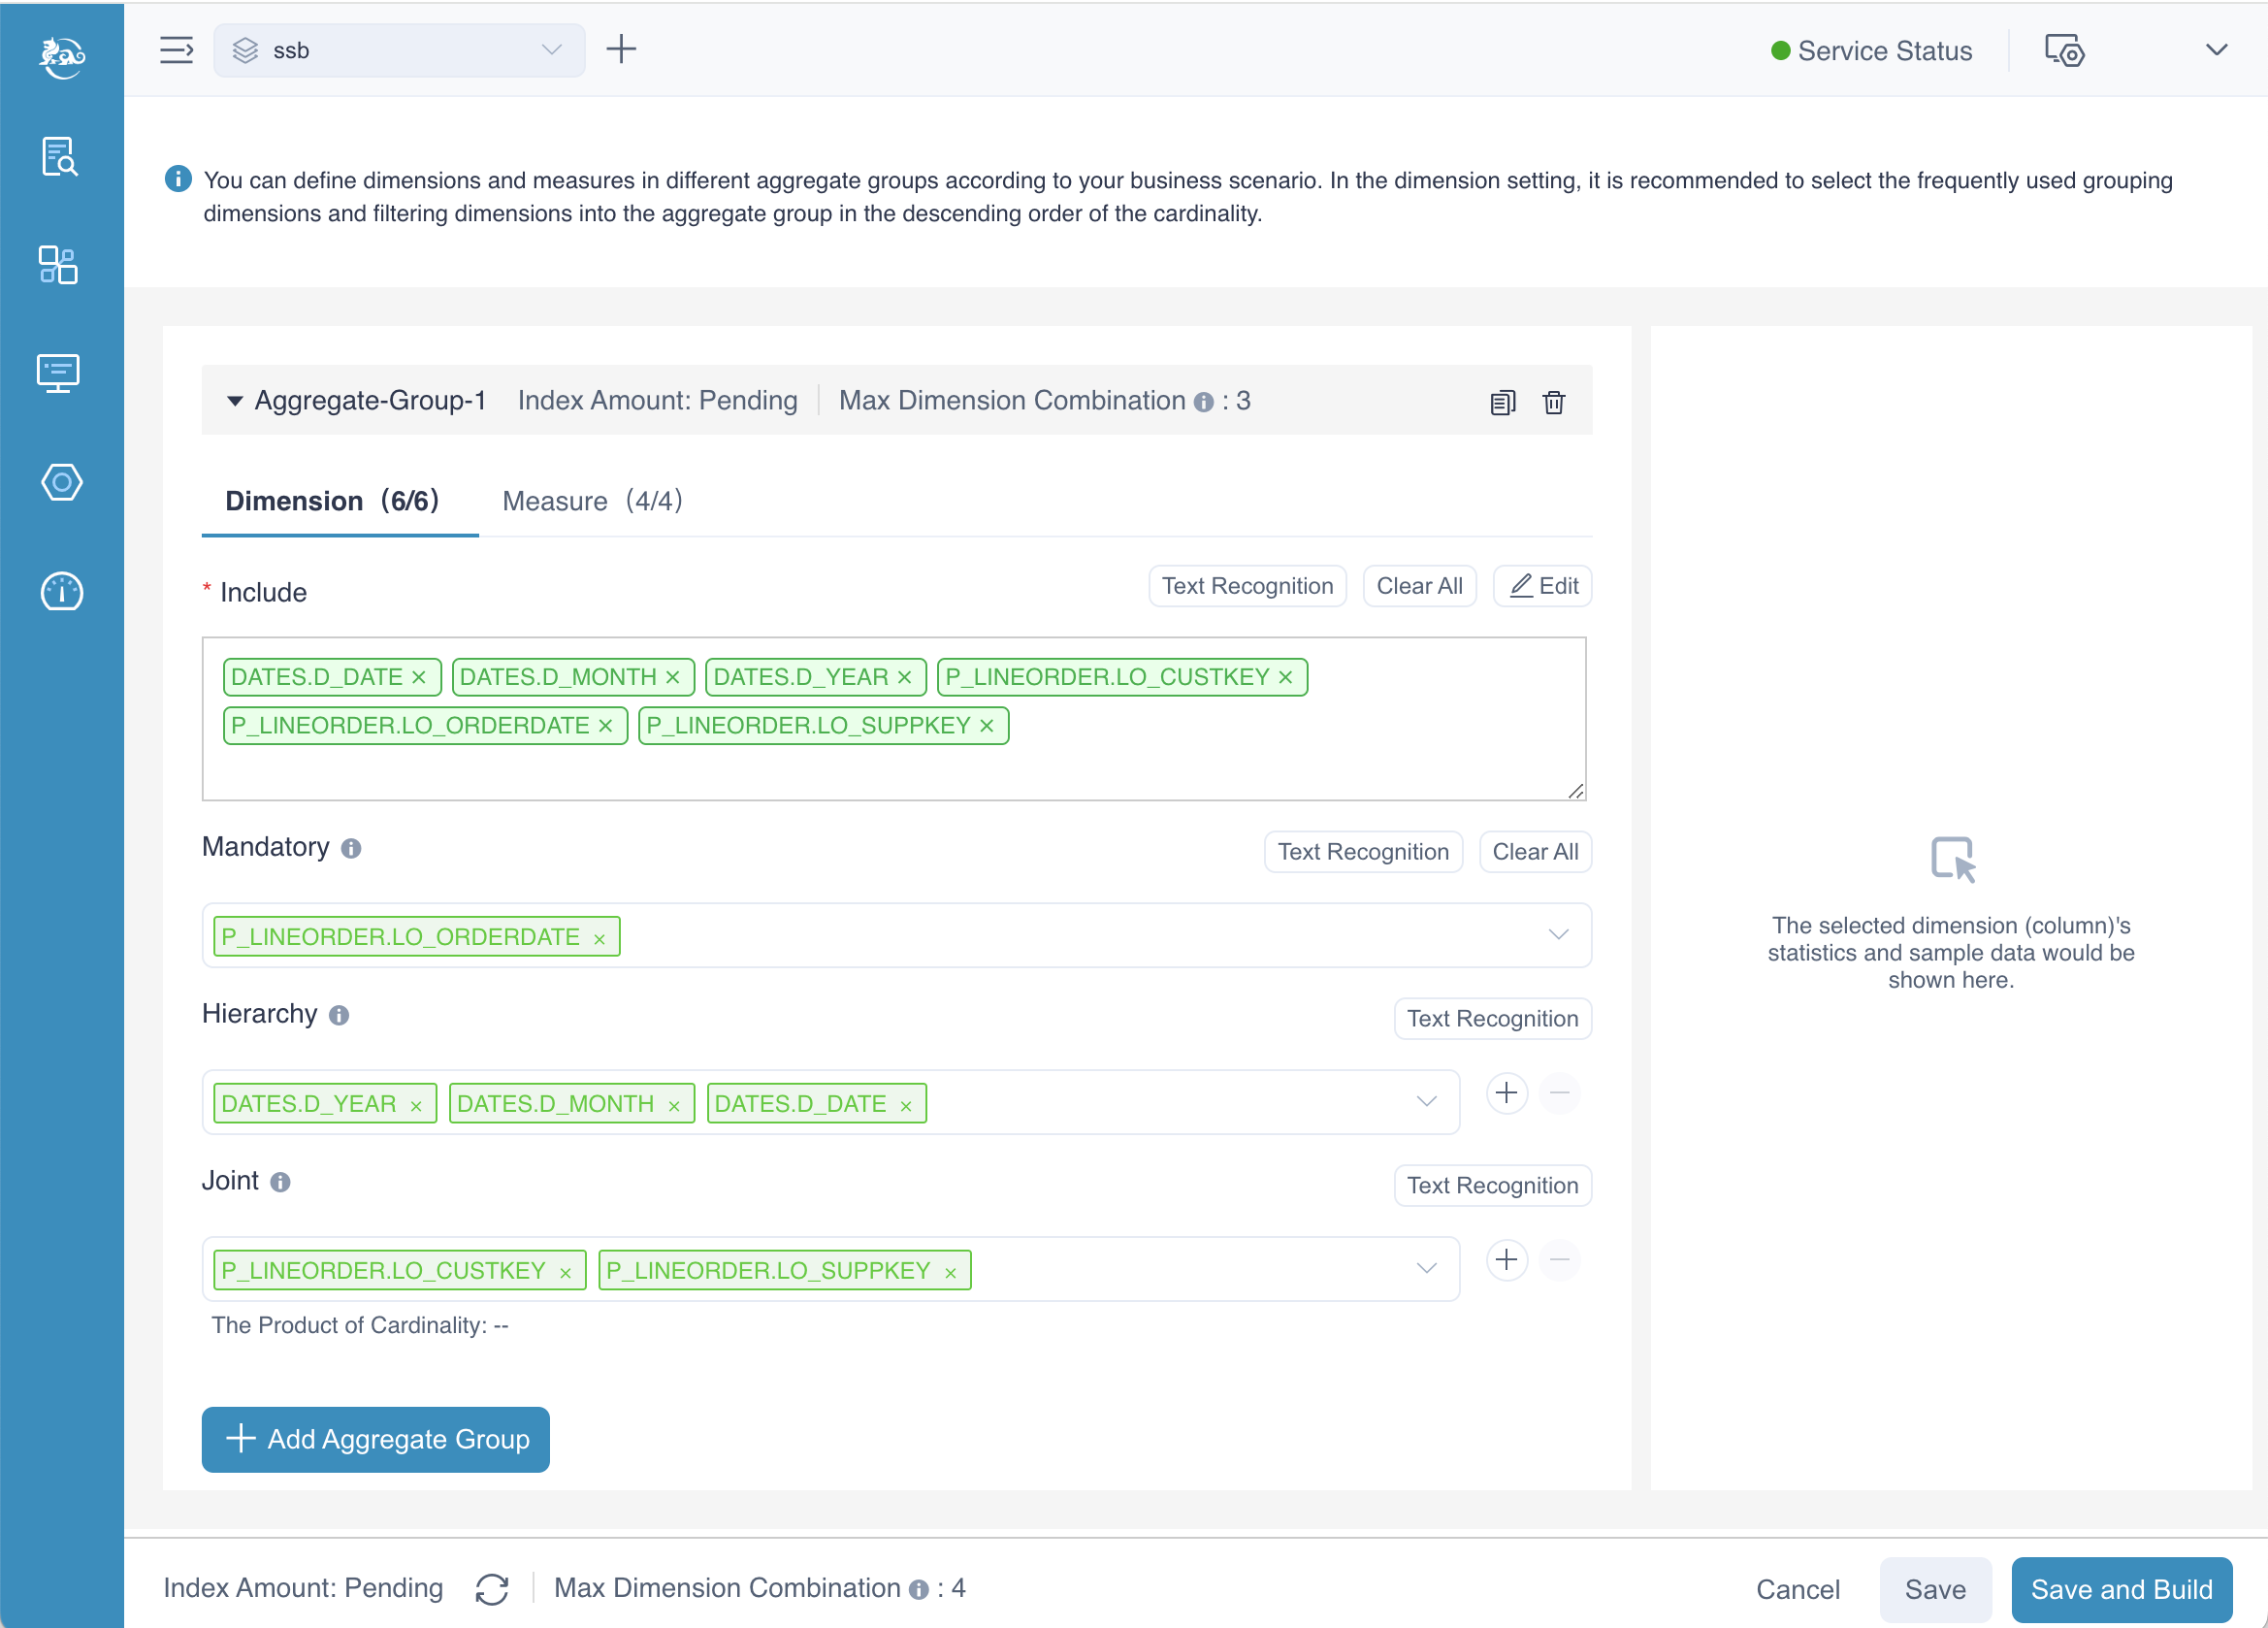 ssb
Service Status
You can define dimensions and measures in different aggregate groups according to your business scenario. In the dimension setting, it is recommended to select the frequently used grouping
dimensions and filtering dimensions into the aggregate group in the descending order of the cardinality.
Aggregate-Group-1 Index Amount: Pending Max Dimension Combination : 3
Dimension (6/6) Measure (4/4)
* Include Text Recognition Clear All Edit
DATES.D_DATE × DATES.D_MONTH × DATES.D_YEAR × P_LINEORDER.LO_CUSTKEY ×
P_LINEORDER.LO_ORDERDATE × P_LINEORDER.LO_SUPPKEY ×
Mandatory Text Recognition Clear All
P_LINEORDER.LO_ORDERDATE ×
Hierarchy Text Recognition
DATES.D_YEAR × DATES.D_MONTH × DATES.D_DATE ×
Joint Text Recognition
P_LINEORDER.LO_CUSTKEY × P_LINEORDER.LO_SUPPKEY ×
The Product of Cardinality: --
Add Aggregate Group
The selected dimension (column)'s
statistics and sample data would be
shown here.
Index Amount: Pending Max Dimension Combination : 4
Cancel Save Save and Build